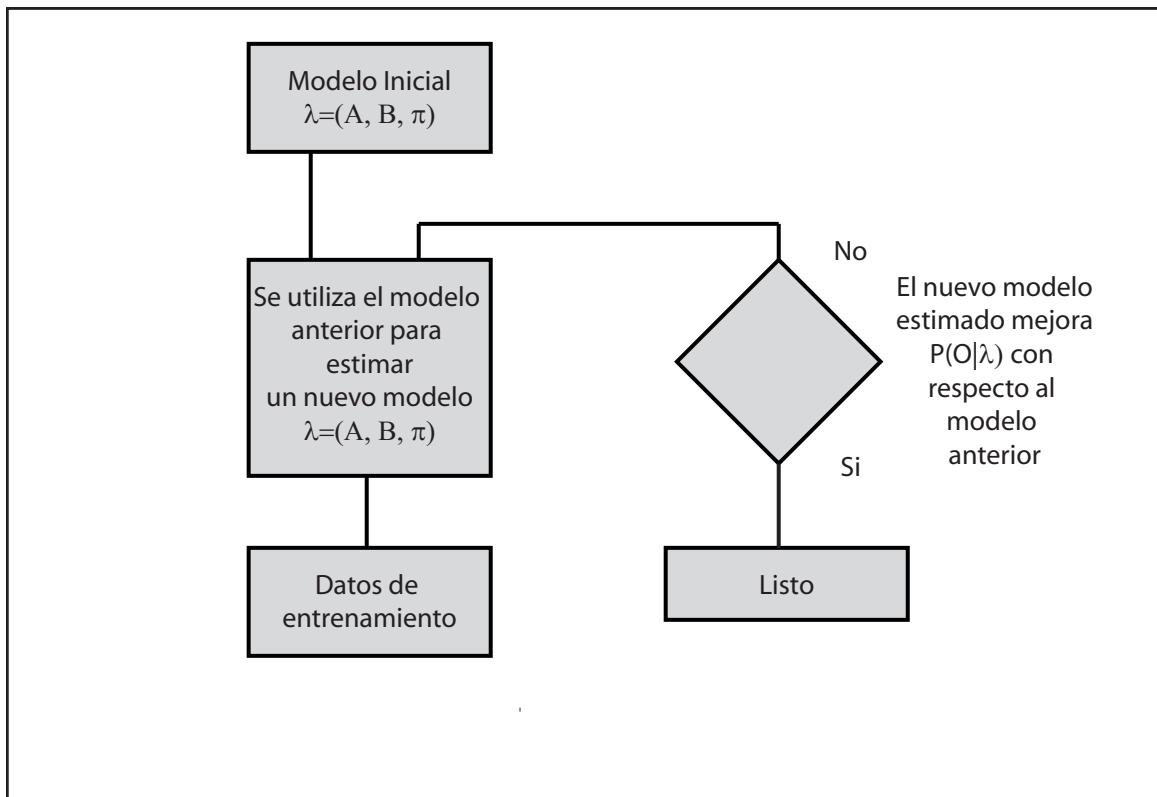 Modelo Inicial
λ=(A, B, π)
Se utiliza el modelo
anterior para
estimar
un nuevo modelo
λ=(A, B, π)
Datos de
entrenamiento
No
El nuevo modelo
estimado mejora
P(O|λ) con
respecto al
modelo
anterior
Si
Listo